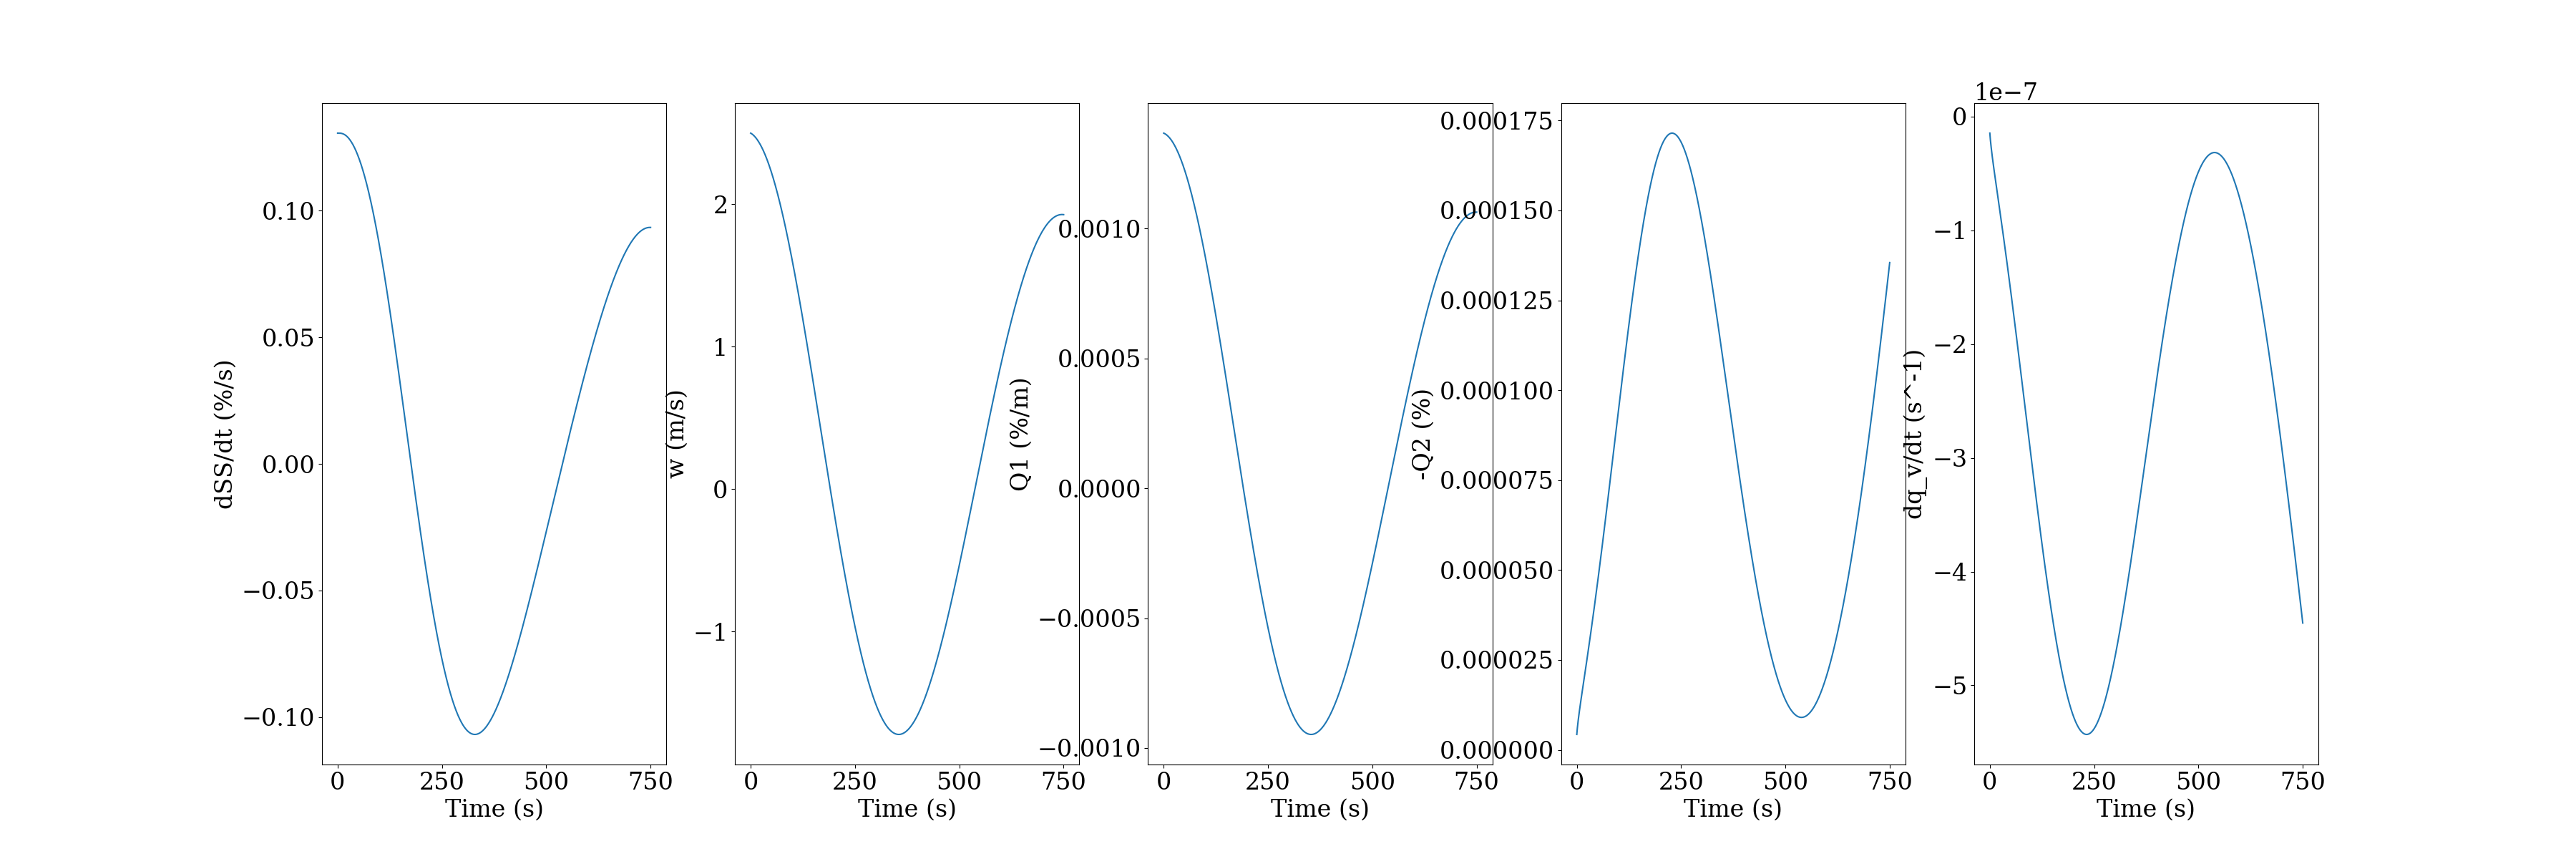 dSS/dt (%/s)
0.10
0.05
0.00
−0.05
−0.10
0 250 500 750
Time (s)
w (m/s)
2
1
0
−1
0 250 500 750
Time (s)
Q1 (%/m)
0.0010
0.0005
0.0000
−0.0005
−0.0010
0 250 500 750
Time (s)
-Q2 (%)
0.000175
0.000150
0.000125
0.000100
0.000075
0.000050
0.000025
0.000000
0 250 500 750
Time (s)
dq_v/dt (s^-1)
1e−7
0
−1
−2
−3
−4
−5
0 250 500 750
Time (s)